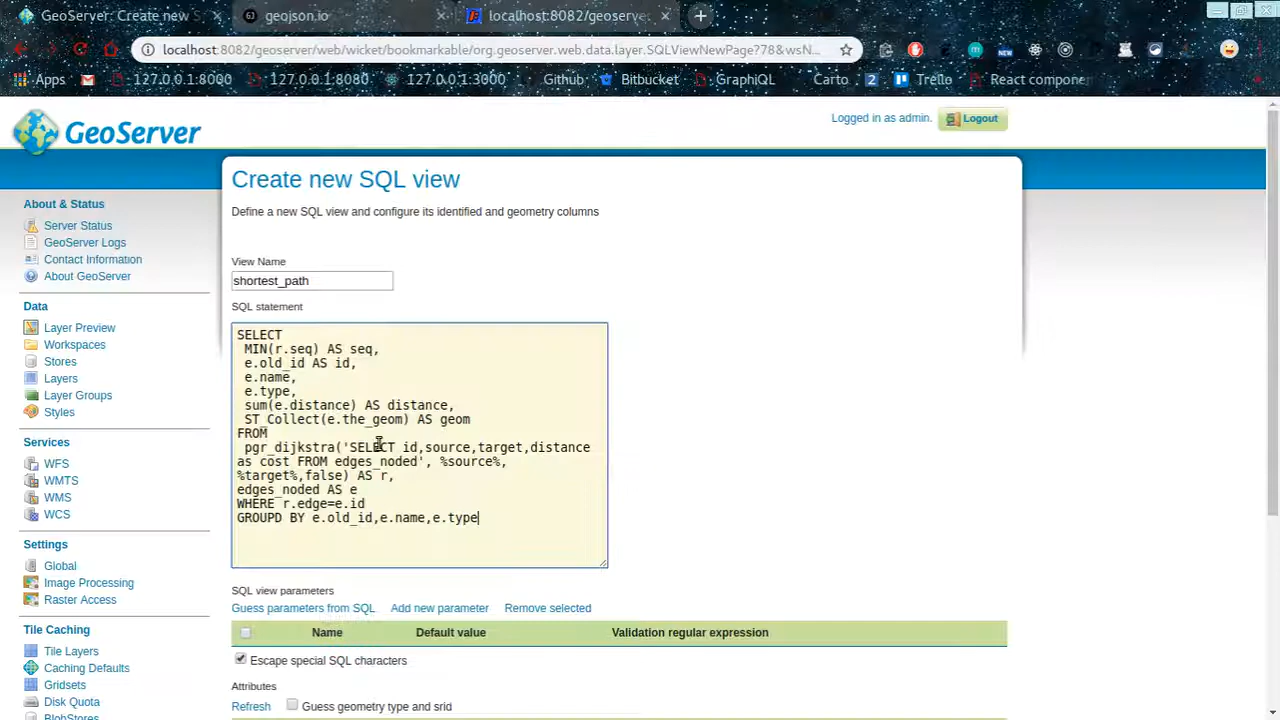 GeoServer: Create new S
geojson.io
localhost:8082/geoserve
localhost:8082/geoserver/web/wicket/bookmarkable/org.geoserver.web.data.layer.SQLViewNewPage?78&wsN...
Apps
127.0.0.1:8000
127.0.0.1:8080
127.0.0.1:3000
Github
Bitbucket
GraphiQL
Carto
2
Trello
React compone
GeoServer
Logged in as admin.
Logout
About & Status
Server Status
GeoServer Logs
Contact Information
About GeoServer
Data
Layer Preview
Workspaces
Stores
Layers
Layer Groups
Styles
Services
WFS
WMTS
WMS
WCS
Settings
Global
Image Processing
Raster Access
Tile Caching
Tile Layers
Caching Defaults
Gridsets
Disk Quota
BlobStores
Create new SQL view
Define a new SQL view and configure its identified and geometry columns
View Name
shortest_path
SQL statement
SELECT
MIN(r.seq) AS seq,
e.old_id AS id,
e.name,
e.type,
sum(e.distance) AS distance,
ST_Collect(e.the_geom) AS geom
FROM
pgr_dijkstra('SELECT id,source,target,distance
as cost FROM edges_noded', %source%,
%target%,false) AS r,
edges_noded AS e
WHERE r.edge=e.id
GROUPD BY e.old_id,e.name,e.type
SQL view parameters
Guess parameters from SQL
Add new parameter
Remove selected
Name
Default value
Validation regular expression
Escape special SQL characters
Attributes
Refresh
Guess geometry type and srid